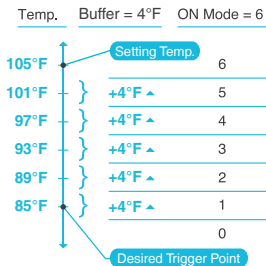 Temp. Buffer = 4°F ON Mode = 6
Setting Temp.
105°F 6
101°F +4°F 5
97°F +4°F 4
93°F +4°F 3
89°F +4°F 2
85°F +4°F 1
0
Desired Trigger Point